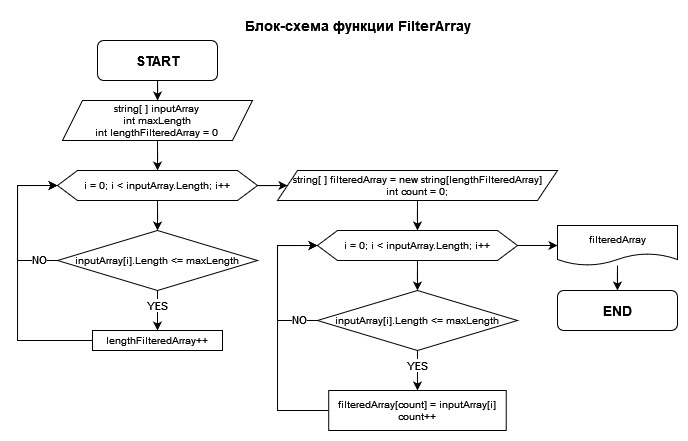 Блок-схема функции FilterArray
START
string[ ] inputArray
int maxLength
int lengthFilteredArray = 0
i = 0; i < inputArray.Length; i++
inputArray[i].Length <= maxLength
NO
YES
lengthFilteredArray++
string[ ] filteredArray = new string[lengthFilteredArray]
int count = 0;
i = 0; i < inputArray.Length; i++
inputArray[i].Length <= maxLength
NO
YES
filteredArray[count] = inputArray[i]
count++
filteredArray
END